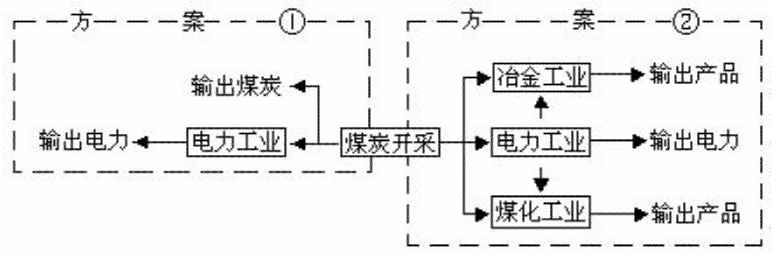 方案①
输出煤炭
输出电力 电力工业 煤炭开采
方案②
冶金工业 输出产品
电力工业 输出电力
煤化工业 输出产品